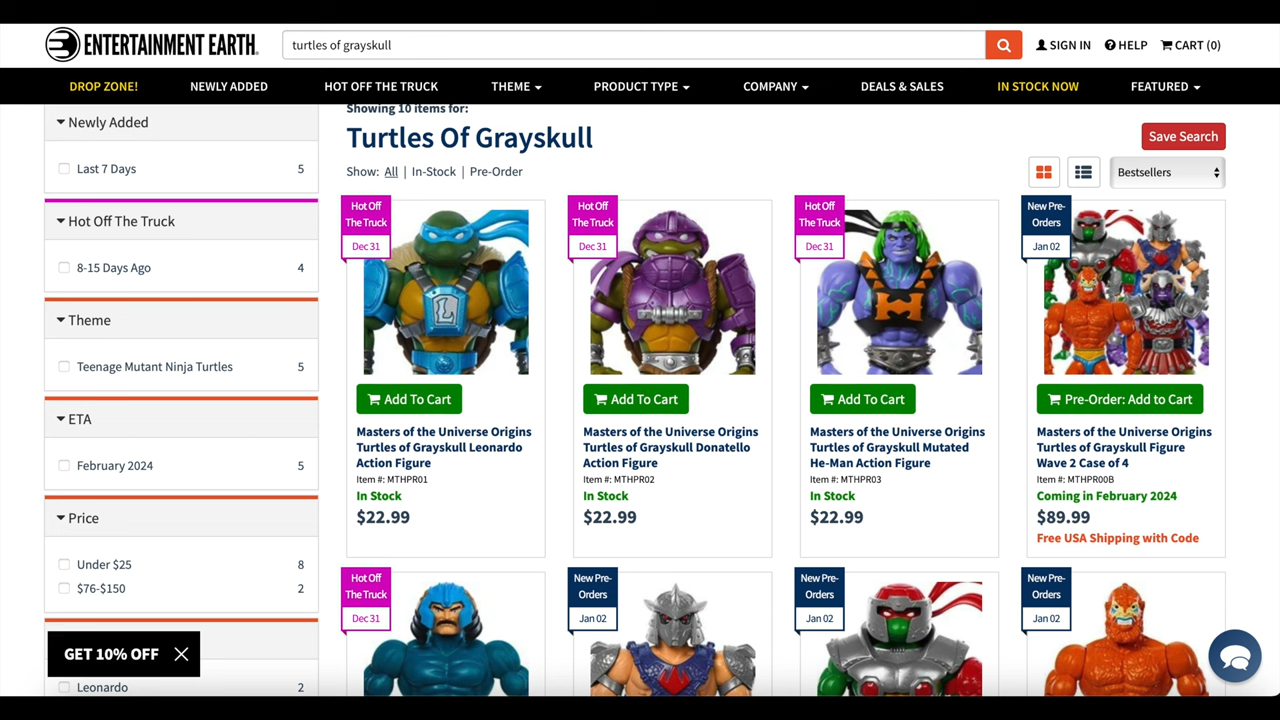 ENTERTAINMENT EARTH
turtles of grayskull
SIGN IN
HELP
CART (0)
DROP ZONE!
NEWLY ADDED
HOT OFF THE TRUCK
THEME
PRODUCT TYPE
COMPANY
DEALS & SALES
IN STOCK NOW
FEATURED
Newly Added
Last 7 Days 5
Hot Off The Truck
8-15 Days Ago 4
Theme
Teenage Mutant Ninja Turtles 5
ETA
February 2024 5
Price
Under $25 8
$76-$150 2
GET 10% OFF
Leonardo 2
Showing 10 items for:
Turtles Of Grayskull
Save Search
Show: All | In-Stock | Pre-Order
Bestsellers
Hot Off
The Truck
Dec 31
L
Add To Cart
Masters of the Universe Origins
Turtles of Grayskull Leonardo
Action Figure
Item #: MTHPR01
In Stock
$22.99
Hot Off
The Truck
Dec 31
Add To Cart
Masters of the Universe Origins
Turtles of Grayskull Donatello
Action Figure
Item #: MTHPR02
In Stock
$22.99
Hot Off
The Truck
Dec 31
M
Add To Cart
Masters of the Universe Origins
Turtles of Grayskull Mutated
He-Man Action Figure
Item #: MTHPR03
In Stock
$22.99
New Pre-
Orders
Jan 02
Pre-Order: Add to Cart
Masters of the Universe Origins
Turtles of Grayskull Figure
Wave 2 Case of 4
Item #: MTHPR00B
Coming in February 2024
$89.99
Free USA Shipping with Code
Hot Off
The Truck
Dec 31
New Pre-
Orders
Jan 02
New Pre-
Orders
Jan 02
New Pre-
Orders
Jan 02